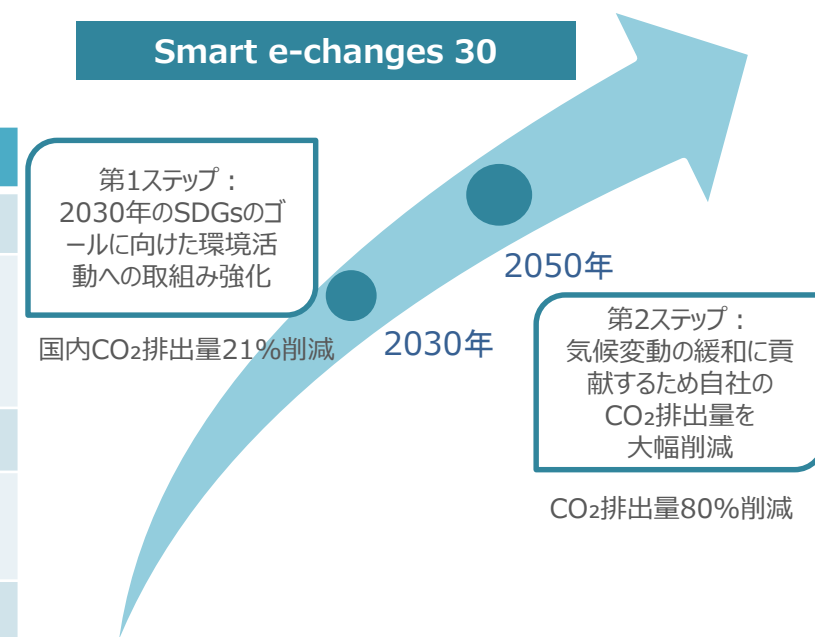 Smart e-changes 30
第1ステップ：
2030年のSDGsのゴ
ールに向けた環境活
動への取組み強化
国内CO₂排出量21%削減
2030年
2050年
第2ステップ：
気候変動の緩和に貢
献するため自社の
CO₂排出量を
大幅削減
CO₂排出量80%削減